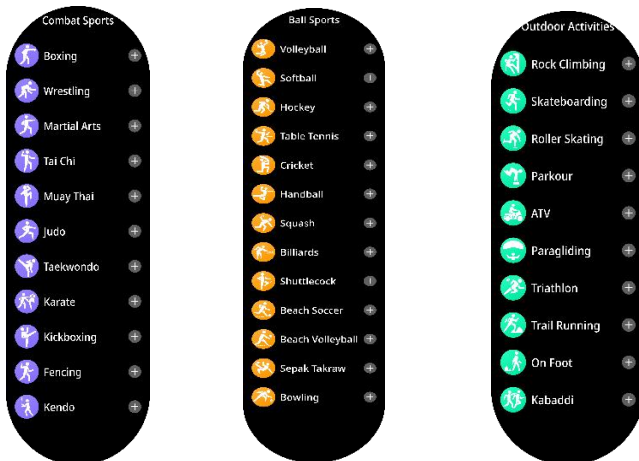 Combat Sports
Boxing
Wrestling
Martial Arts
Tai Chi
Muay Thai
Judo
Taekwondo
Karate
Kickboxing
Fencing
Kendo
Ball Sports
Volleyball
Softball
Hockey
Table Tennis
Cricket
Handball
Squash
Billiards
Shuttlecock
Beach Soccer
Beach Volleyball
Sepak Takraw
Bowling
Outdoor Activities
Rock Climbing
Skateboarding
Roller Skating
Parkour
ATV
Paragliding
Triathlon
Trail Running
On Foot
Kabaddi